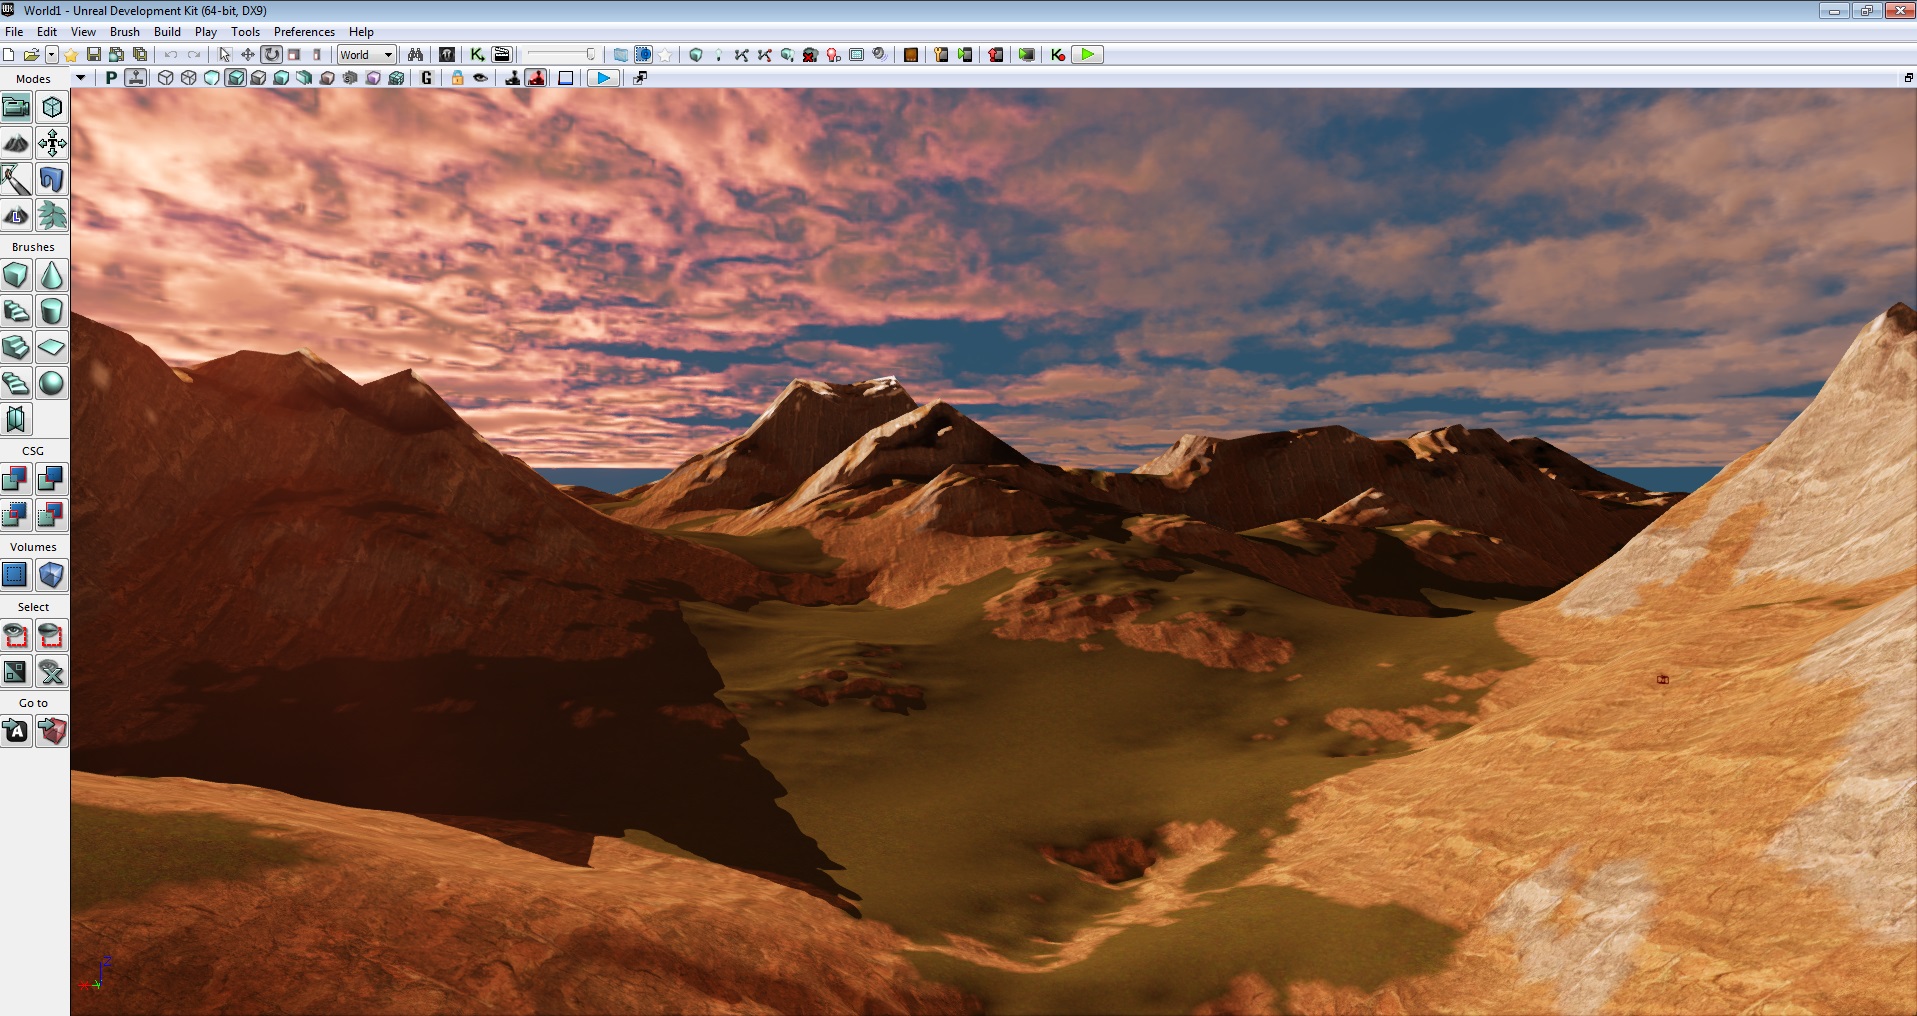 World1 - Unreal Development Kit (64-bit, DX9)
File Edit View Brush Build Play Tools Preferences Help
World
Modes
P
G
L
Brushes
CSG
Volumes
Select
Go to
A